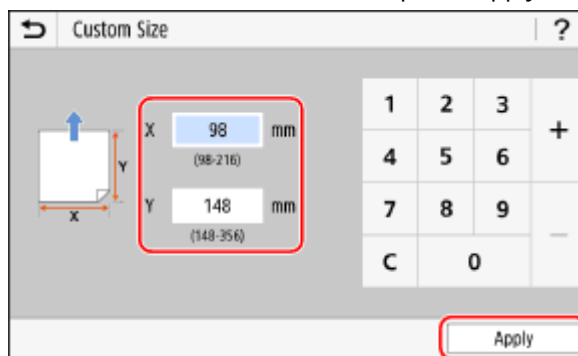 Custom Size
?
X 98 mm
(98-216)
Y 148 mm
(148-356)
Y
X
1 2 3 +
4 5 6
7 8 9 −
C 0
Apply